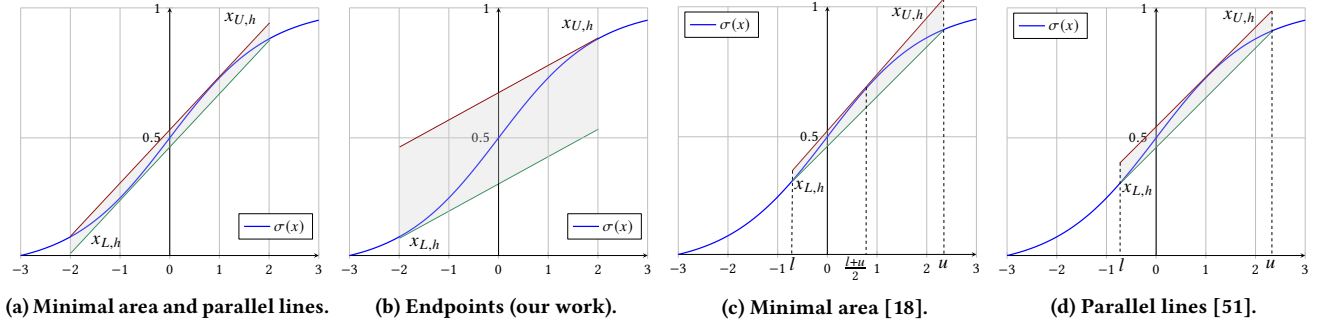 1
0.5
x_{U,h}
x_{L,h}
σ(x)
−3 −2 −1 0 1 2 3
(a) Minimal area and parallel lines.
1
0.5
x_{U,h}
x_{L,h}
σ(x)
−3 −2 −1 0 1 2 3
(b) Endpoints (our work).
1
σ(x)
x_{U,h}
0.5
x_{L,h}
−3 −2 −1 l 0 \frac{l+u}{2} 1 2 u 3
(c) Minimal area [18].
1
σ(x)
x_{U,h}
0.5
x_{L,h}
−3 −2 −1 l 0 1 2 u 3
(d) Parallel lines [51].